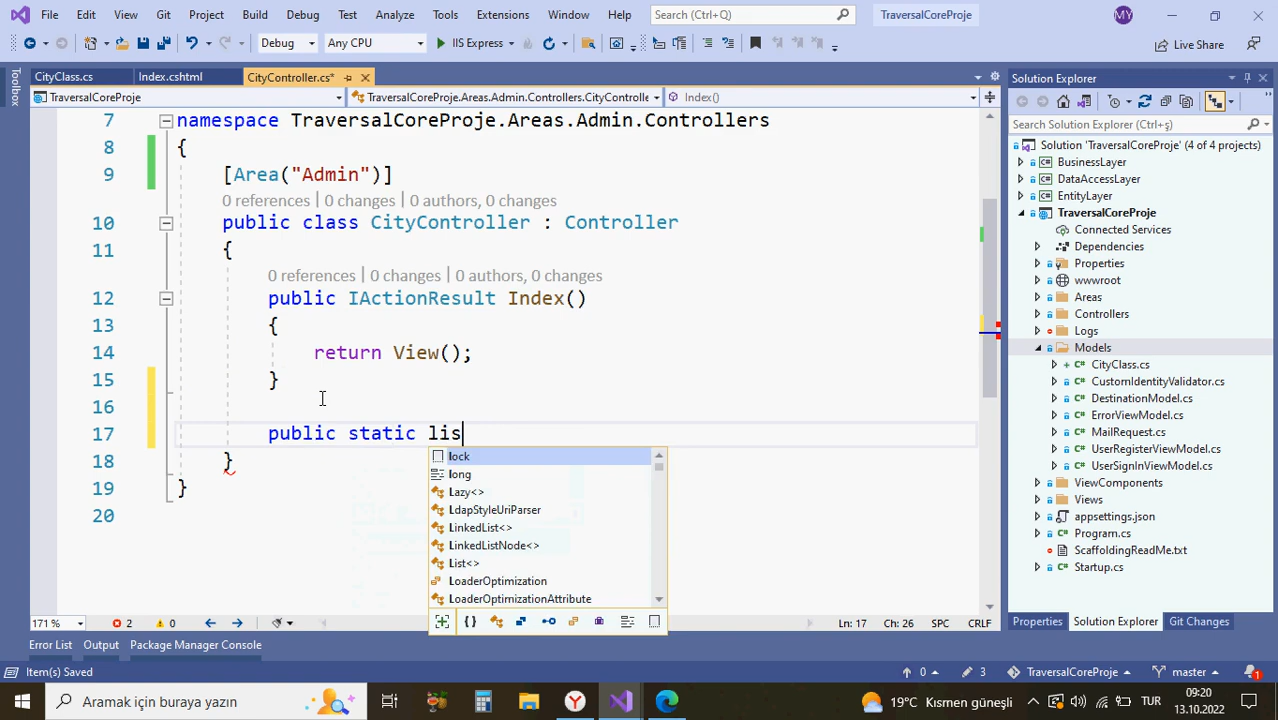 File Edit View Git Project Build Debug Test Analyze Tools Extensions Window Help Search (Ctrl+Q) TraversalCoreProje MY
Debug Any CPU IIS Express Live Share
Toolbox
CityClass.cs Index.cshtml CityController.cs*
TraversalCoreProje TraversalCoreProje.Areas.Admin.Controllers.CityControlle Index()
7 namespace TraversalCoreProje.Areas.Admin.Controllers
8 {
9 [Area("Admin")]
0 references | 0 changes | 0 authors, 0 changes
10 public class CityController : Controller
11 {
0 references | 0 changes | 0 authors, 0 changes
12 public IActionResult Index()
13 {
14 return View();
15 }
16
17 public static lis
18 }
19 }
20
lock
long
Lazy<>
LdapStyleUriParser
LinkedList<>
LinkedListNode<>
List<>
LoaderOptimization
LoaderOptimizationAttribute
171 % 2 0 Ln: 17 Ch: 26 SPC CRLF
Solution Explorer
Search Solution Explorer (Ctrl+ş)
Solution 'TraversalCoreProje' (4 of 4 projects)
BusinessLayer
DataAccessLayer
EntityLayer
TraversalCoreProje
Connected Services
Dependencies
Properties
wwwroot
Areas
Controllers
Logs
Models
CityClass.cs
CustomIdentityValidator.cs
DestinationModel.cs
ErrorViewModel.cs
MailRequest.cs
UserRegisterViewModel.cs
UserSignInViewModel.cs
ViewComponents
Views
appsettings.json
Program.cs
ScaffoldingReadMe.txt
Startup.cs
Properties Solution Explorer Git Changes
Error List Output Package Manager Console
Item(s) Saved 0 3 TraversalCoreProje master 1
Aramak için buraya yazın 19°C Kısmen güneşli TUR 09:20
13.10.2022